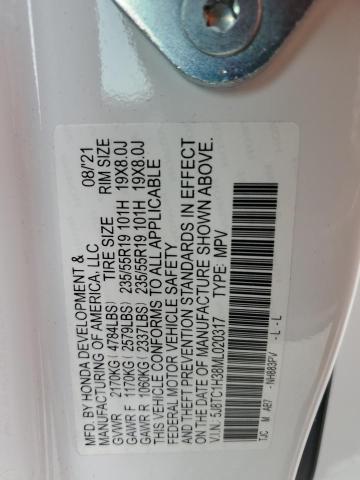 MFD. BY HONDA DEVELOPMENT & 08/'21
MANUFACTURING OF AMERICA, LLC
TIRE SIZE RIM SIZE
GVWR 2170KG(4784LBS)
GAWR F 1170KG(2579LBS) 235/55R19 101H 19X8.0J
GAWR R 1060KG(2337LBS) 235/55R19 101H 19X8.0J
THIS VEHICLE CONFORMS TO ALL APPLICABLE
FEDERAL MOTOR VEHICLE SAFETY
AND THEFT PREVENTION STANDARDS IN EFFECT
ON THE DATE OF MANUFACTURE SHOWN ABOVE.
V.I.N.: 5J8TC1H38ML020317 TYPE: MPV
TJC M AB7 NH883PV - L - L